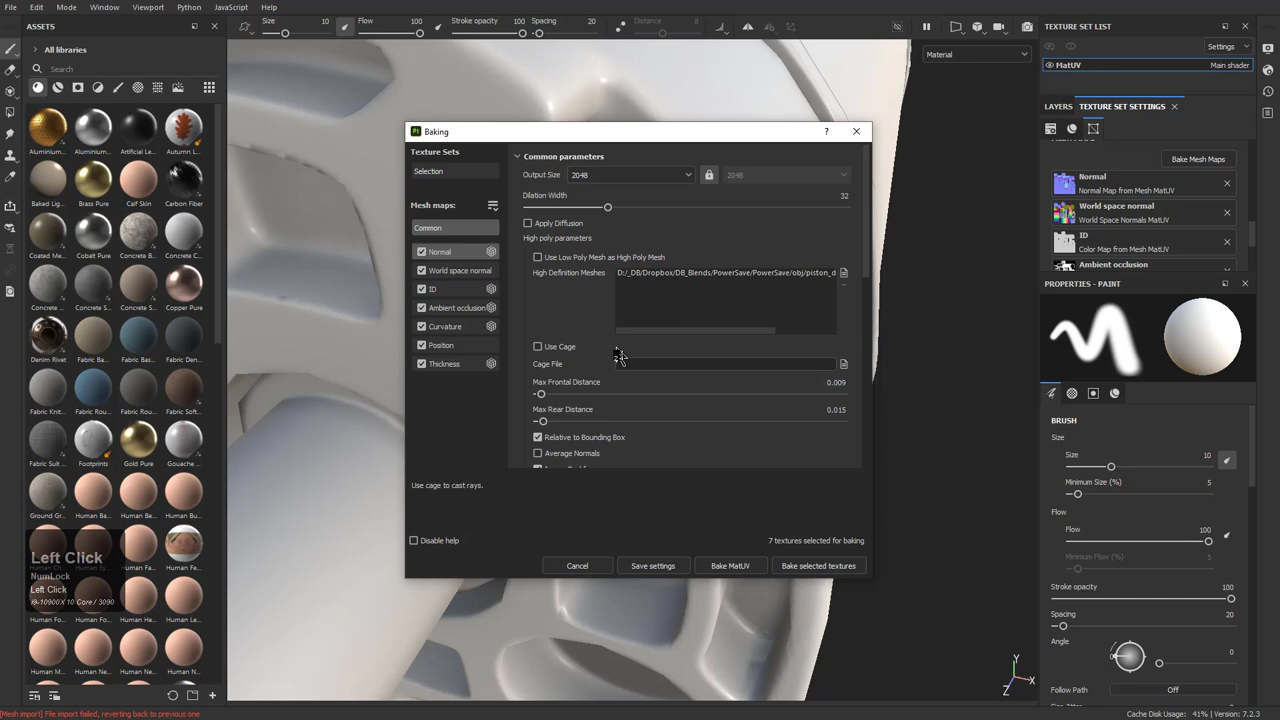 File Edit Mode Window Viewport Python JavaScript Help
ASSETS
All libraries
Search
Size 10
Flow 100
Stroke opacity 100
Spacing 20
Distance 8
Material
TEXTURE SET LIST
Settings
MatUV Main shader
LAYERS TEXTURE SET SETTINGS
Bake Mesh Maps
Normal
Normal Map from Mesh MatUV
World space normal
World Space Normals MatUV
ID
Color Map from Mesh MatUV
Ambient occlusion
PROPERTIES - PAINT
BRUSH
Size
Size 10
Minimum Size (%) 5
Flow
Flow 100
Minimum Flow (%) 5
Stroke opacity 100
Spacing 20
Angle 0
Follow Path Off
Aluminium... Aluminium... Artificial Le... Autumn L...
Baked Lig... Brass Pure Calf Skin Carbon Fiber
Coated Me... Cobalt Pure Concrete B... Concrete C...
Concrete ... Concrete S... Concrete S... Copper Pure
Denim Rivet Fabric Ba... Fabric Bas... Fabric Den...
Fabric Knit... Fabric Rou... Fabric Rou... Fabric Rou...
Fabric Sui... Footprints Gold Pure Gouache ...
Ground Gr... Human Ba... Human Be... Human Bu...
Human Fe...
Human Fo... Human Fo... Human Fo... Human Le...
Human M... Human Ne... Human Ne... Human Ne...
Left Click
NumLock
Left Click
i9-10900X 10 Core / 3090
Pt Baking ?
Texture Sets
Selection
Mesh maps:
Common
Normal
World space normal
ID
Ambient occlusion
Curvature
Position
Thickness
Common parameters
Output Size 2048 2048
Dilation Width 32
Apply Diffusion
High poly parameters
Use Low Poly Mesh as High Poly Mesh
High Definition Meshes D:/_DB/Dropbox/DB_Blends/PowerSave/PowerSave/obj/piston_d
Use Cage
Cage File
Max Frontal Distance 0.009
Max Rear Distance 0.015
Relative to Bounding Box
Average Normals
Use cage to cast rays.
Disable help
7 textures selected for baking
Cancel Save settings Bake MatUV Bake selected textures
Y
X
Z
[Mesh import] File import failed, reverting back to previous one
Cache Disk Usage: 41% | Version: 7.2.3